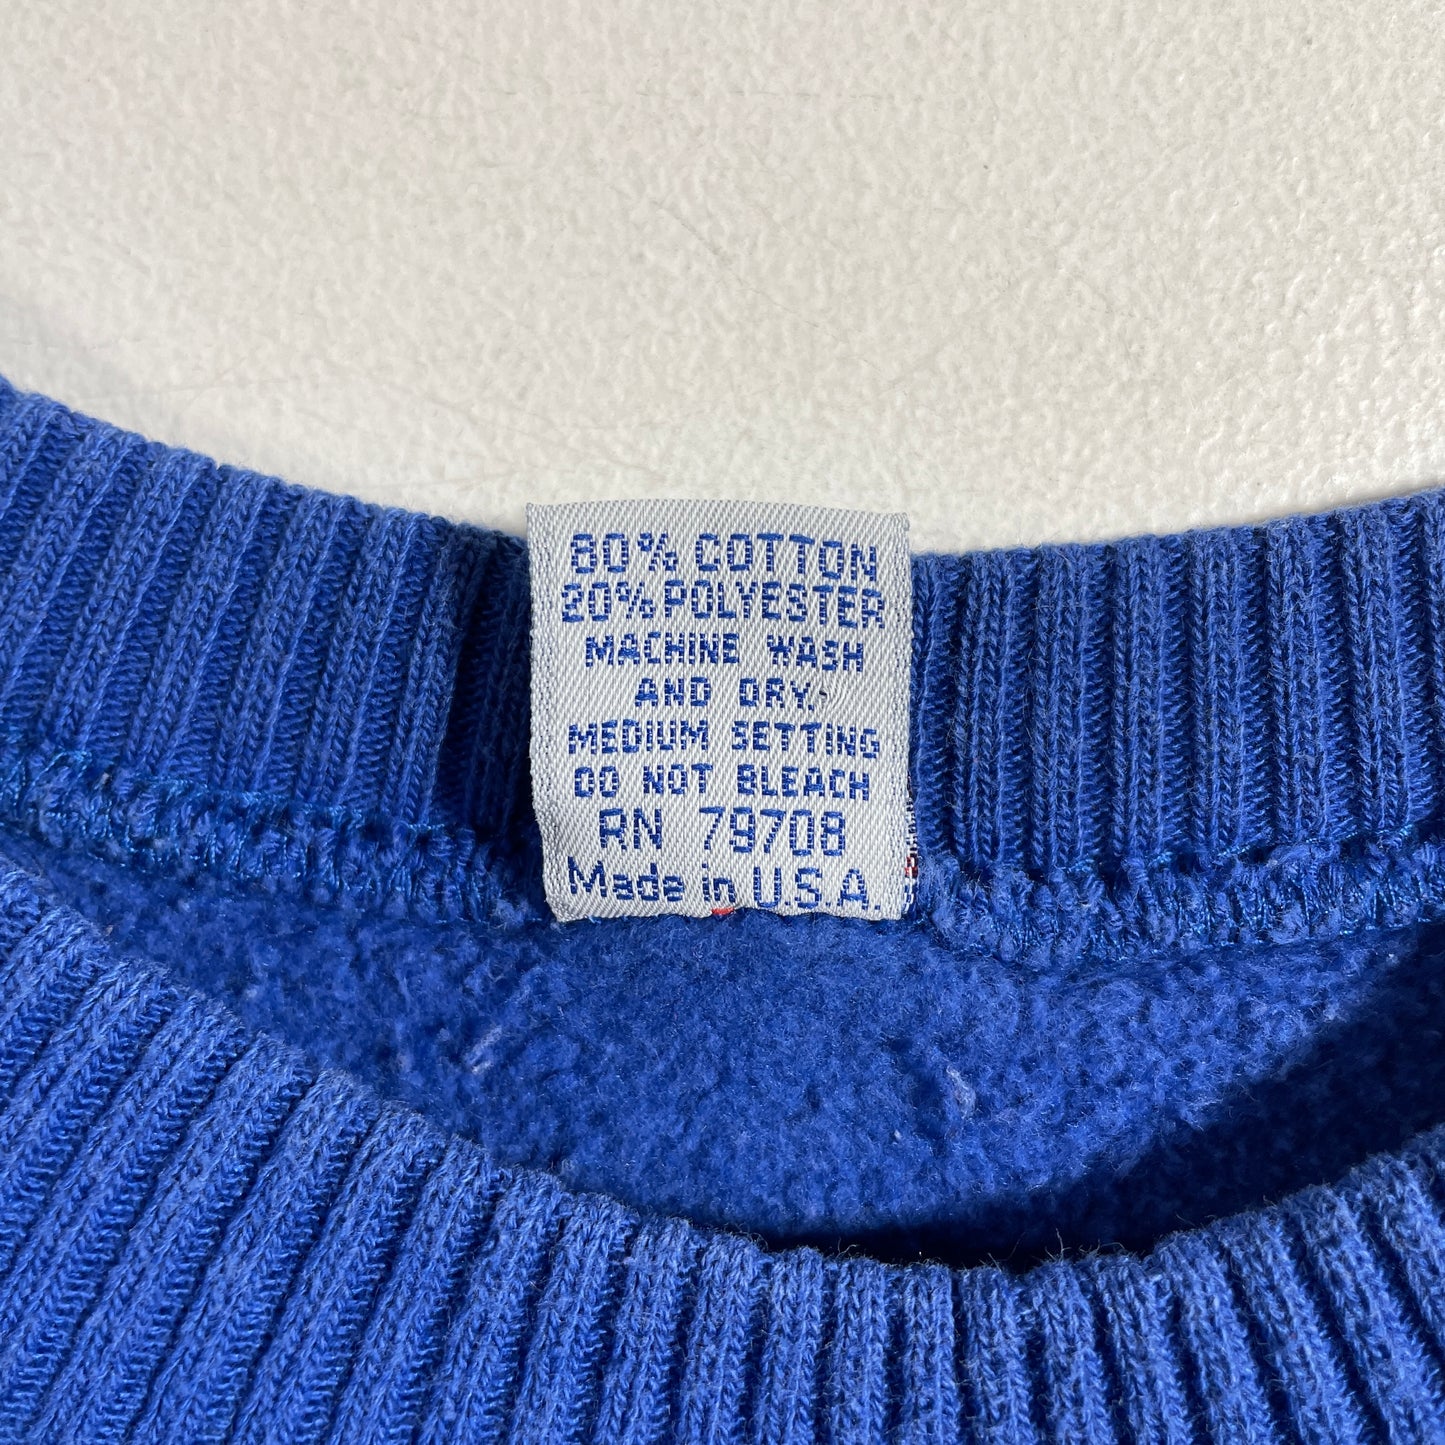 80% COTTON
20% POLYESTER
MACHINE WASH
AND DRY.
MEDIUM SETTING
DO NOT BLEACH
RN 79708
Made in U.S.A.